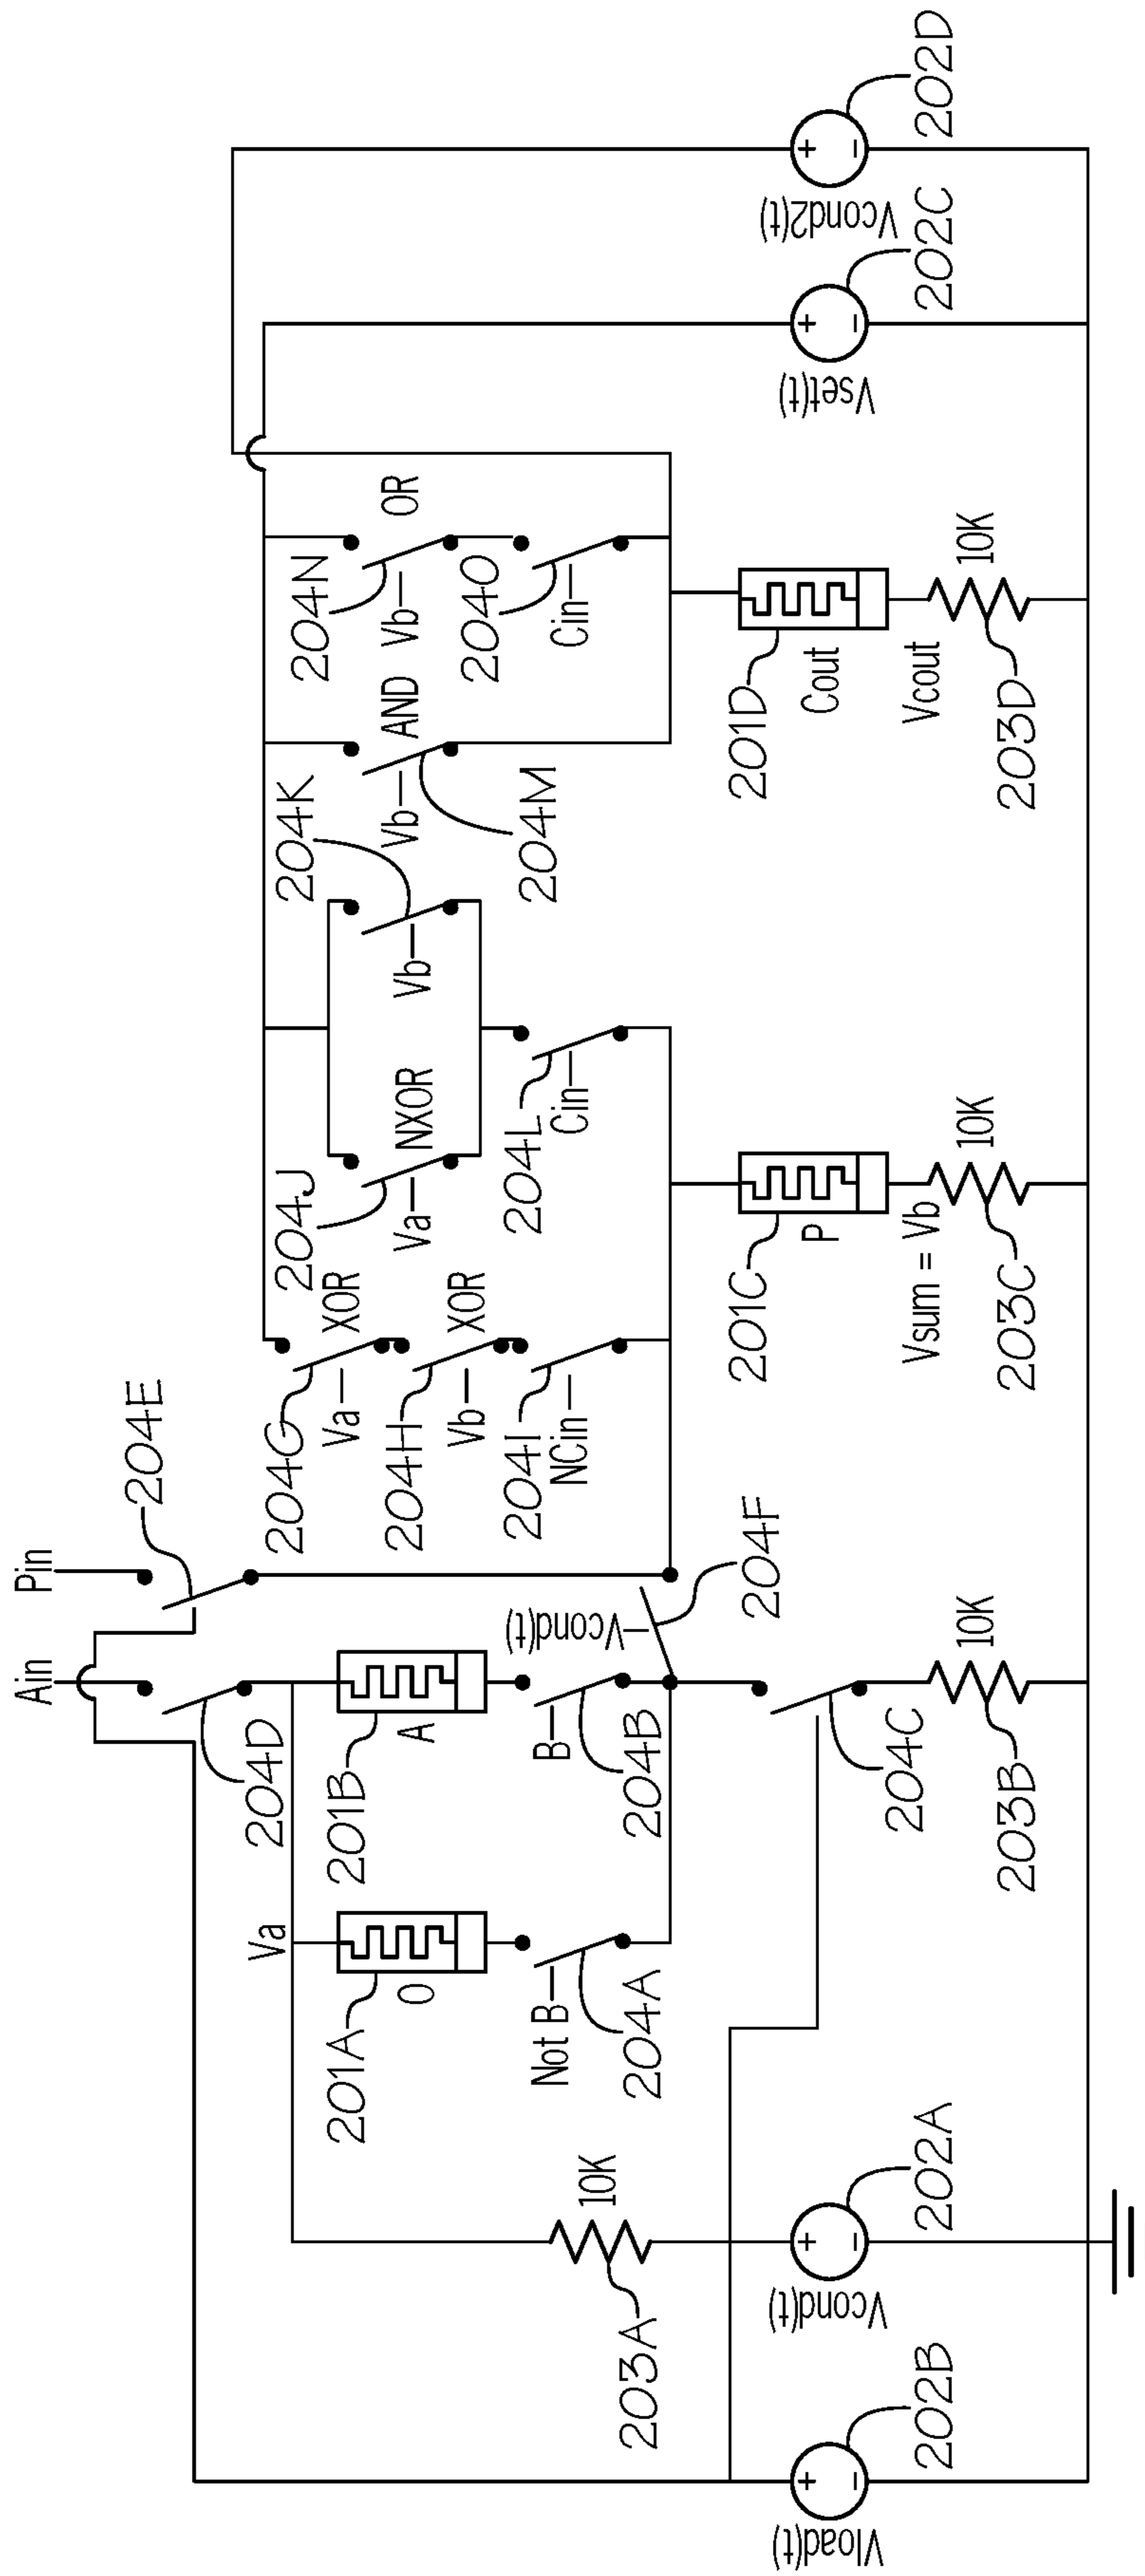 Ain
Pin
204E
204D
Va
201A
O
201B
A
Not B
204A
B
204B
Vcond(t)
204F
204C
10K
203A
10K
203B
Vload(t)
202B
Vcond(t)
202A
204G
Va
XOR
204H
Vb
XOR
204I
NCin
204J
Va
NXOR
204K
Vb
204L
Cin
Vb
AND
204M
204N
Vb
OR
204O
Cin
201C
P
Vsum = Vb
10K
203C
201D
Cout
Vcout
10K
203D
Vset(t)
202C
Vcond2(t)
202D